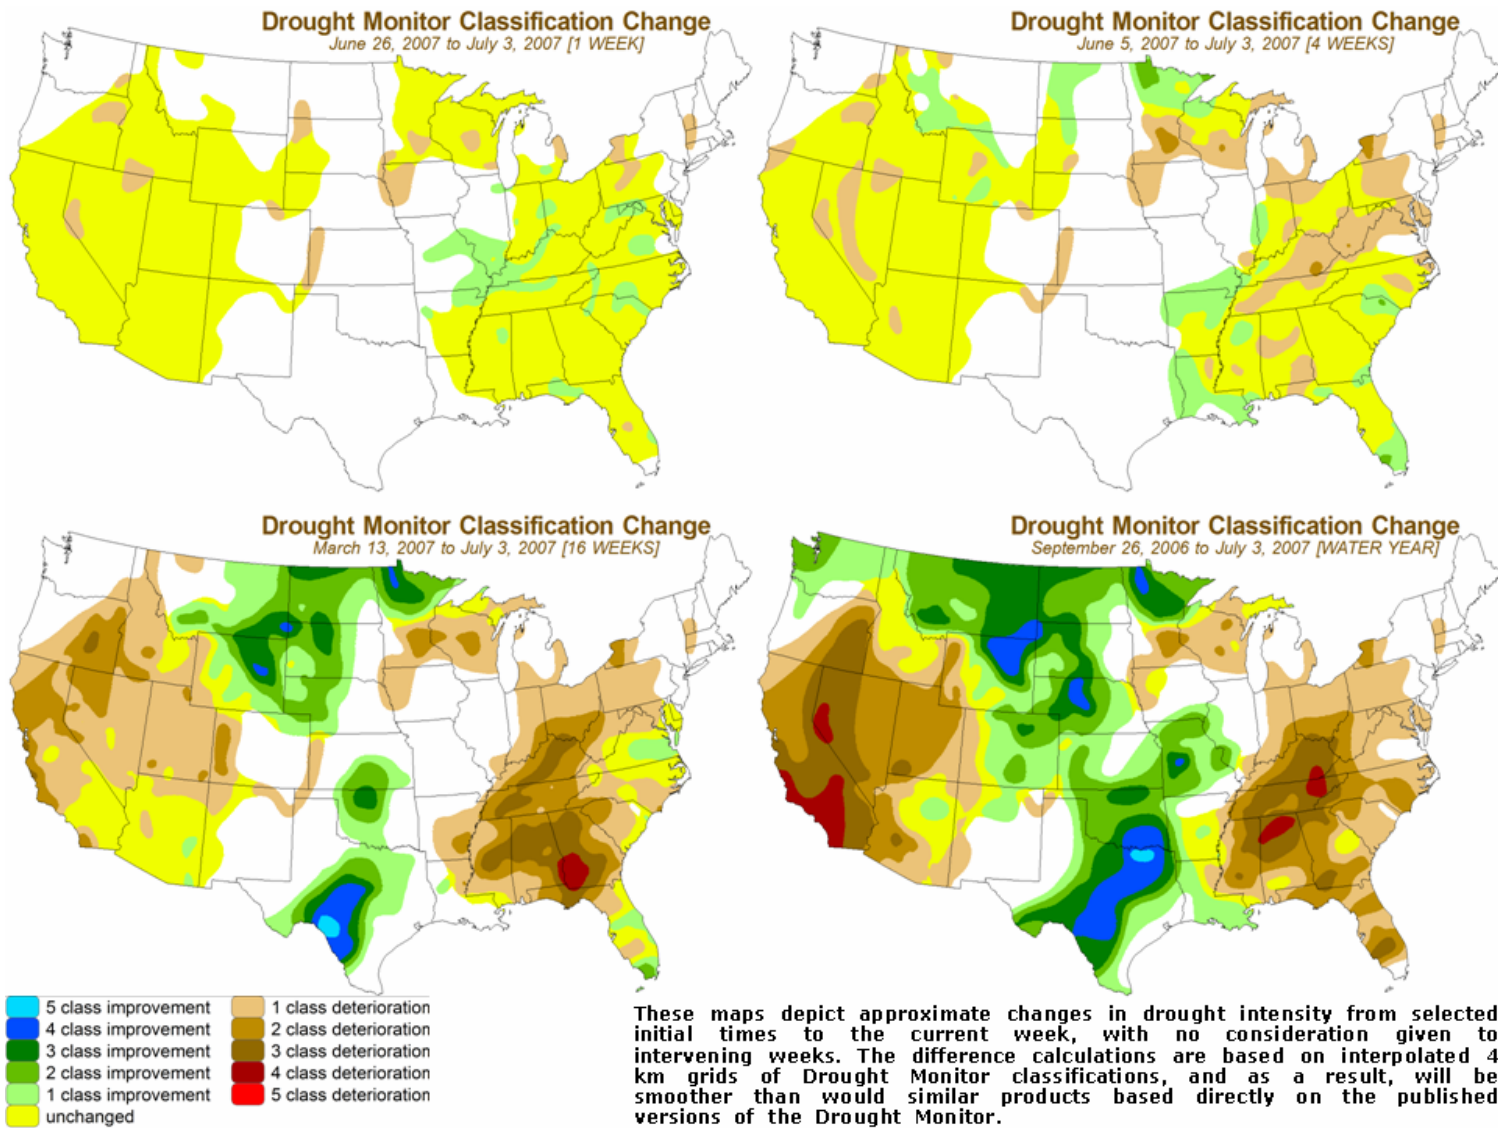 Drought Monitor Classification Change
June 26, 2007 to July 3, 2007 [1 WEEK]
Drought Monitor Classification Change
June 5, 2007 to July 3, 2007 [4 WEEKS]
Drought Monitor Classification Change
March 13, 2007 to July 3, 2007 [16 WEEKS]
Drought Monitor Classification Change
September 26, 2006 to July 3, 2007 [WATER YEAR]
5 class improvement
4 class improvement
3 class improvement
2 class improvement
1 class improvement
unchanged
1 class deterioration
2 class deterioration
3 class deterioration
4 class deterioration
5 class deterioration
These maps depict approximate changes in drought intensity from selected
initial times to the current week, with no consideration given to
intervening weeks. The difference calculations are based on interpolated 4
km grids of Drought Monitor classifications, and as a result, will be
smoother than would similar products based directly on the published
versions of the Drought Monitor.